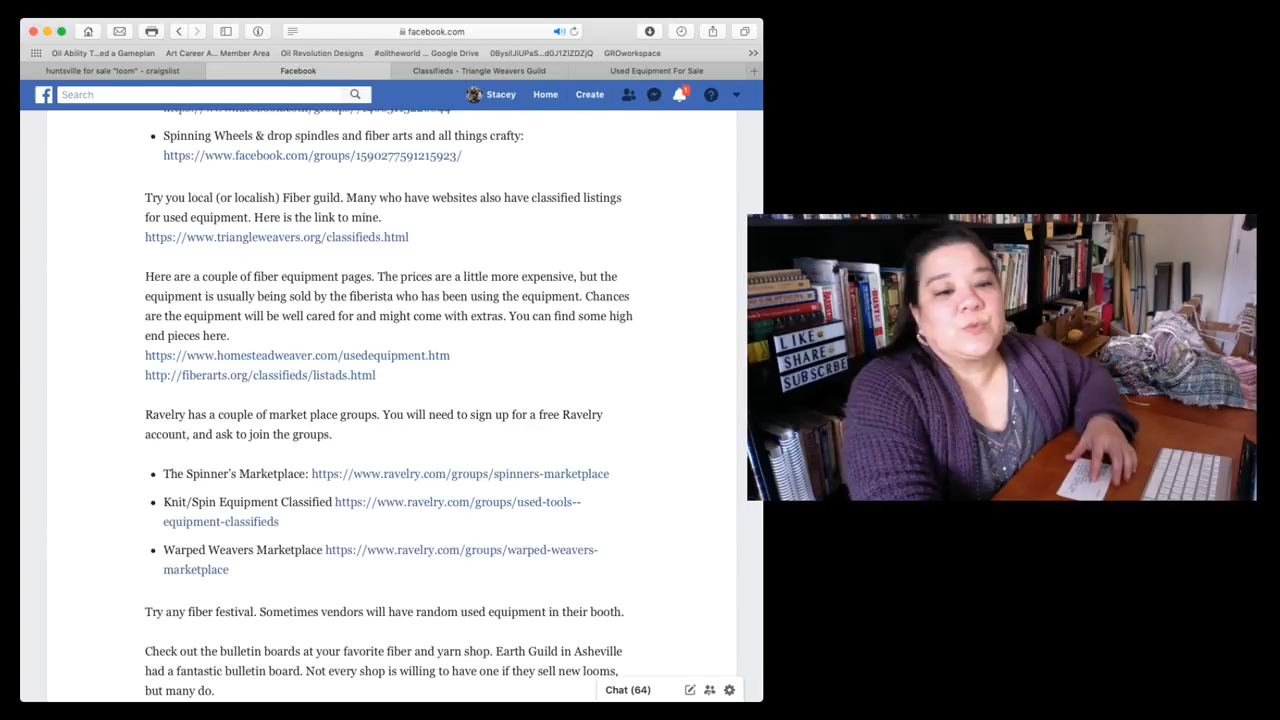 facebook.com
Oil Ability T...ed a Gameplan Art Career A... Member Area Oil Revolution Designs #oiltheworld ... Google Drive GROworkspace
huntsville for sale "loom" - craigslist Facebook Classifieds - Triangle Weavers Guild Used Equipment For Sale
Search Stacey Home Create 1
Spinning Wheels & drop spindles and fiber arts and all things crafty:
https://www.facebook.com/groups/1590277591215923/
Try you local (or localish) Fiber guild. Many who have websites also have classified listings
for used equipment. Here is the link to mine.
https://www.triangleweavers.org/classifieds.html
Here are a couple of fiber equipment pages. The prices are a little more expensive, but the
equipment is usually being sold by the fiberista who has been using the equipment. Chances
are the equipment will be well cared for and might come with extras. You can find some high
end pieces here.
https://www.homesteadweaver.com/usedequipment.htm
http://fiberarts.org/classifieds/listads.html
Ravelry has a couple of market place groups. You will need to sign up for a free Ravelry
account, and ask to join the groups.
The Spinner's Marketplace: https://www.ravelry.com/groups/spinners-marketplace
Knit/Spin Equipment Classified https://www.ravelry.com/groups/used-tools--
equipment-classifieds
Warped Weavers Marketplace https://www.ravelry.com/groups/warped-weavers-
marketplace
Try any fiber festival. Sometimes vendors will have random used equipment in their booth.
Check out the bulletin boards at your favorite fiber and yarn shop. Earth Guild in Asheville
had a fantastic bulletin board. Not every shop is willing to have one if they sell new looms,
but many do.
Chat (64)
LIKE
SHARE
SUBSCRBE